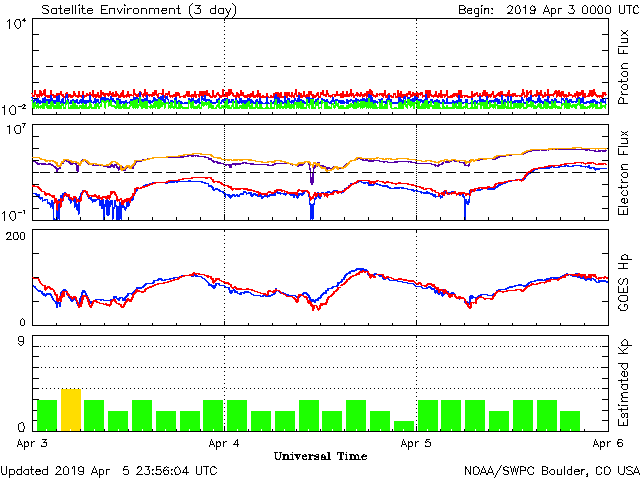 Satellite Environment (3 day) Begin: 2019 Apr 3 0000 UTC
10⁴
Proton Flux
10⁻²
10⁷
Electron Flux
10⁻¹
200
GOES Hp
0
9
Estimated Kp
0
Apr 3 Apr 4 Apr 5 Apr 6
Universal Time
Updated 2019 Apr 5 23:56:04 UTC NOAA/SWPC Boulder, CO USA